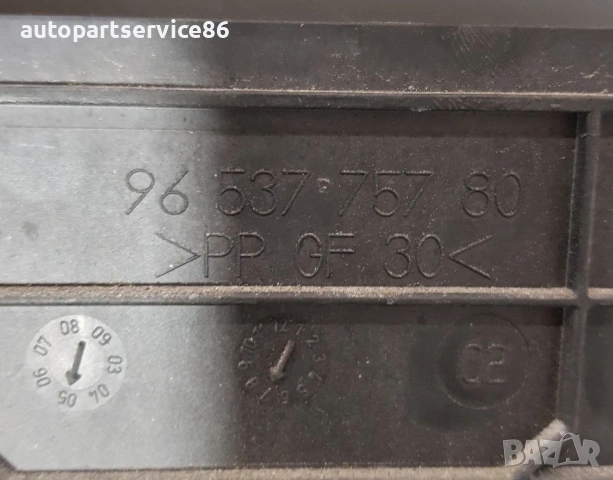 autopartservice86
96 537 757 80
>PP GF 30<
08 09 03 04 05 06 07
02
BAZAR